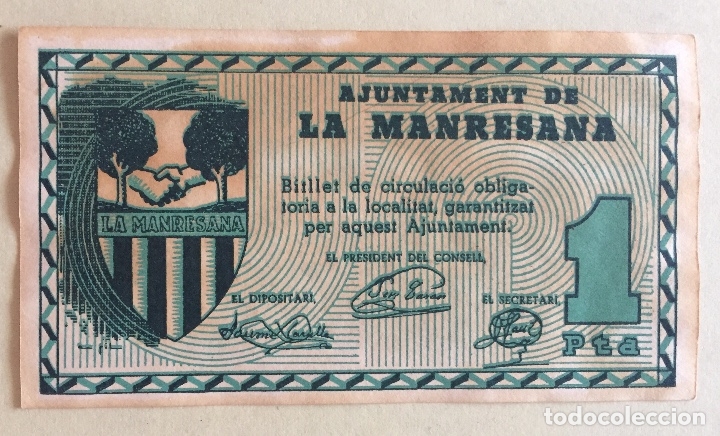 AJUNTAMENT DE
LA MANRESANA
LA MANRESANA
Bitllet de circulació obliga-
toria a la localitat, garantitzat
per aquest Ajuntament.
EL PRESIDENT DEL CONSELL,
EL DIPOSITARI,
EL SECRETARI,
1
Pta
todocoleccion